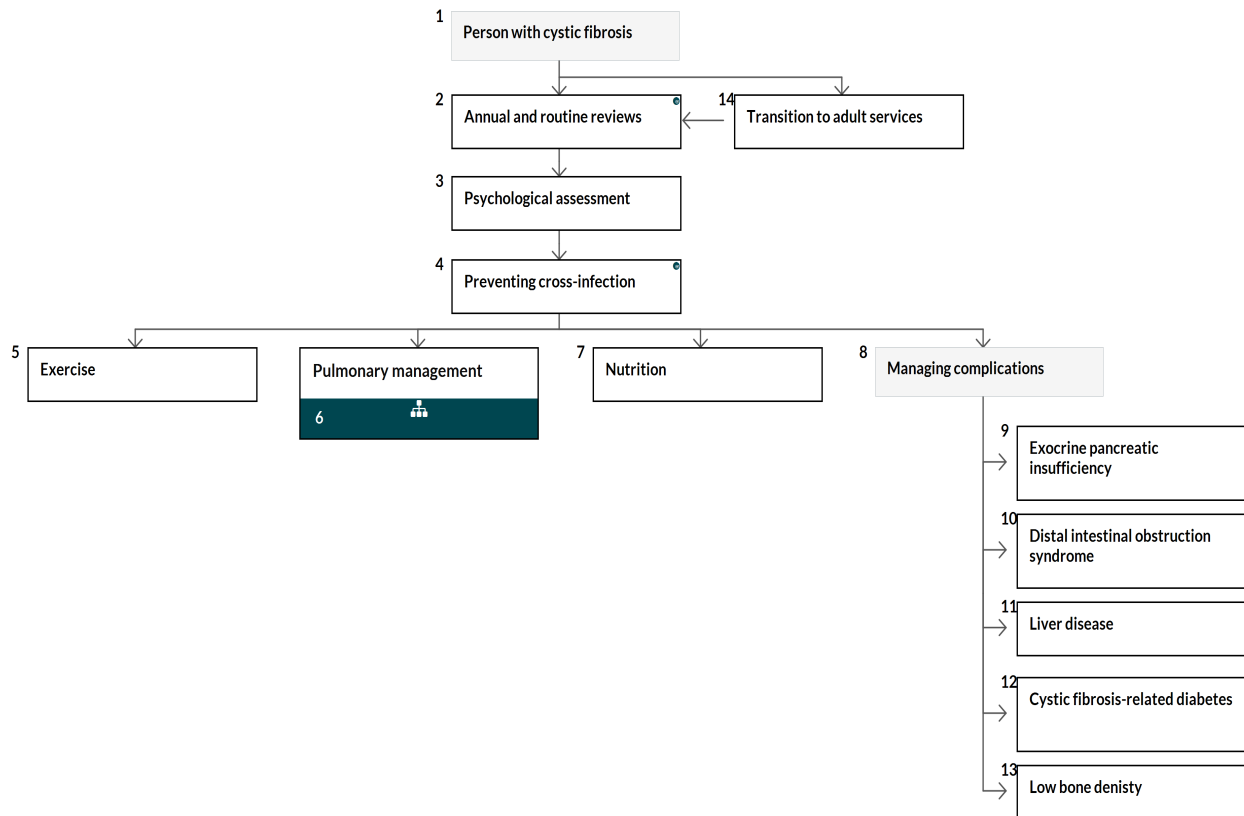 1
Person with cystic fibrosis
2
Annual and routine reviews
14
Transition to adult services
3
Psychological assessment
4
Preventing cross-infection
5
Exercise
Pulmonary management
6
7
Nutrition
8
Managing complications
9
Exocrine pancreatic
insufficiency
10
Distal intestinal obstruction
syndrome
11
Liver disease
12
Cystic fibrosis-related diabetes
13
Low bone denisty